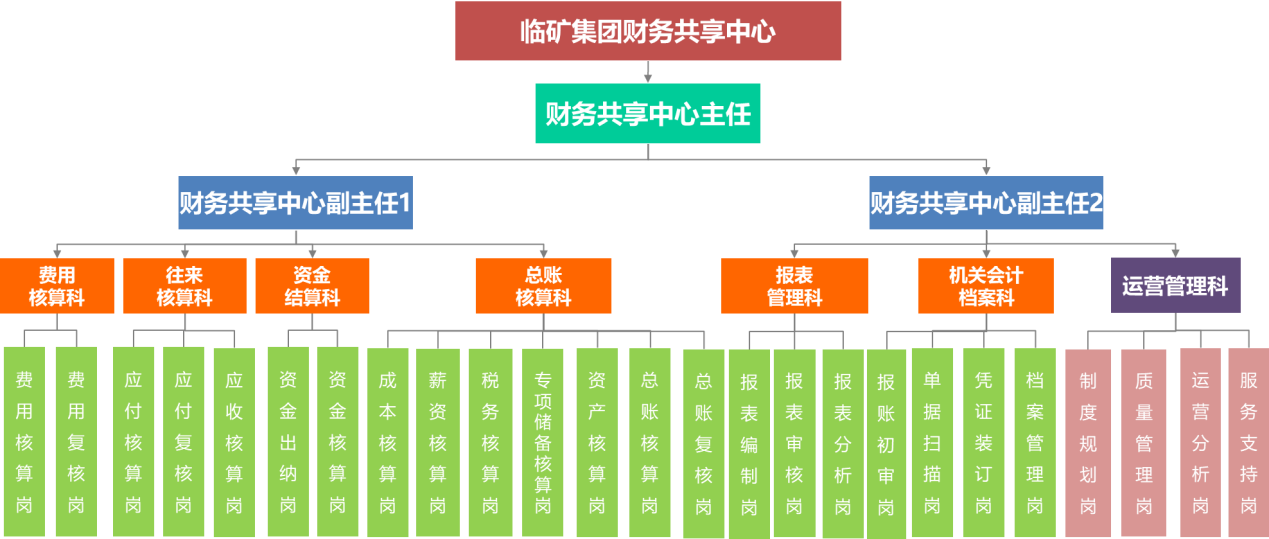 临矿集团财务共享中心
财务共享中心主任
财务共享中心副主任1
财务共享中心副主任2
费用
核算科
往来
核算科
资金
结算科
总账
核算科
报表
管理科
机关会计
档案科
运营管理科
费用核算岗
费用复核岗
应付核算岗
应付复核岗
应收核算岗
资金出纳岗
资金核算岗
成本核算岗
薪资核算岗
税务核算岗
专项储备核算岗
资产核算岗
总账核算岗
总账复核岗
报表编制岗
报表审核岗
报表分析岗
报账初审岗
单据扫描岗
凭证装订岗
档案管理岗
制度规划岗
质量管理岗
运营分析岗
服务支持岗